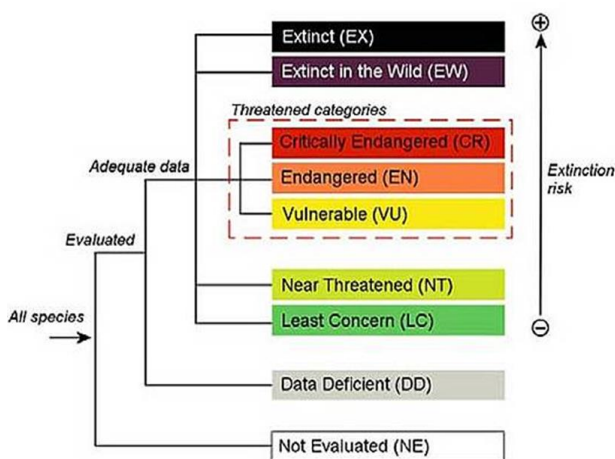 Extinct (EX)
Extinct in the Wild (EW)
Threatened categories
Critically Endangered (CR)
Adequate data
Endangered (EN)
Extinction
risk
Vulnerable (VU)
Evaluated
Near Threatened (NT)
All species
Least Concern (LC)
Data Deficient (DD)
Not Evaluated (NE)